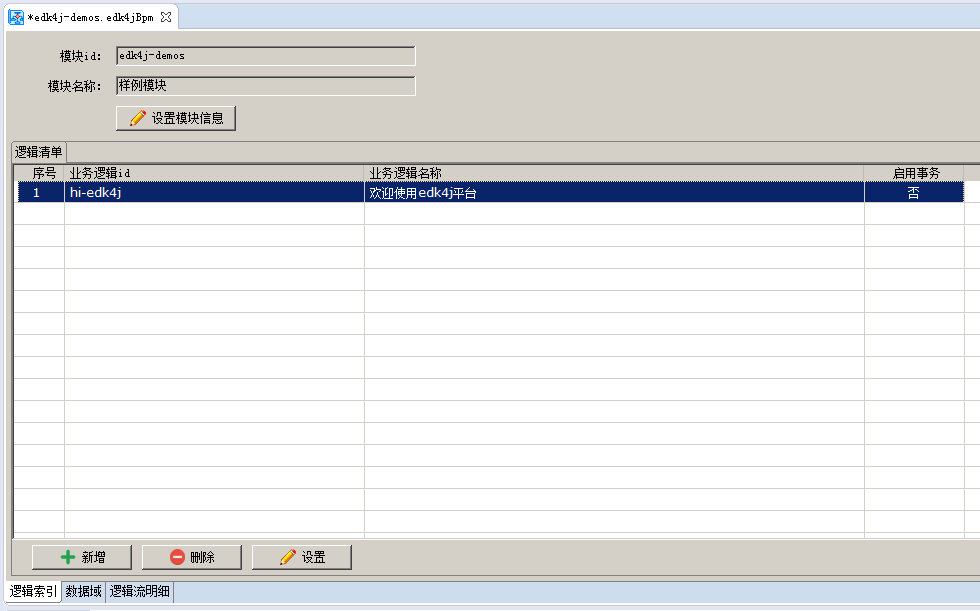 *edk4j-demos.edk4jBpm
模块id: edk4j-demos
模块名称: 样例模块
设置模块信息
逻辑清单
序号 业务逻辑id 业务逻辑名称 启用事务
1 hi-edk4j 欢迎使用edk4j平台 否
新增 删除 设置
逻辑索引 数据域 逻辑流明细